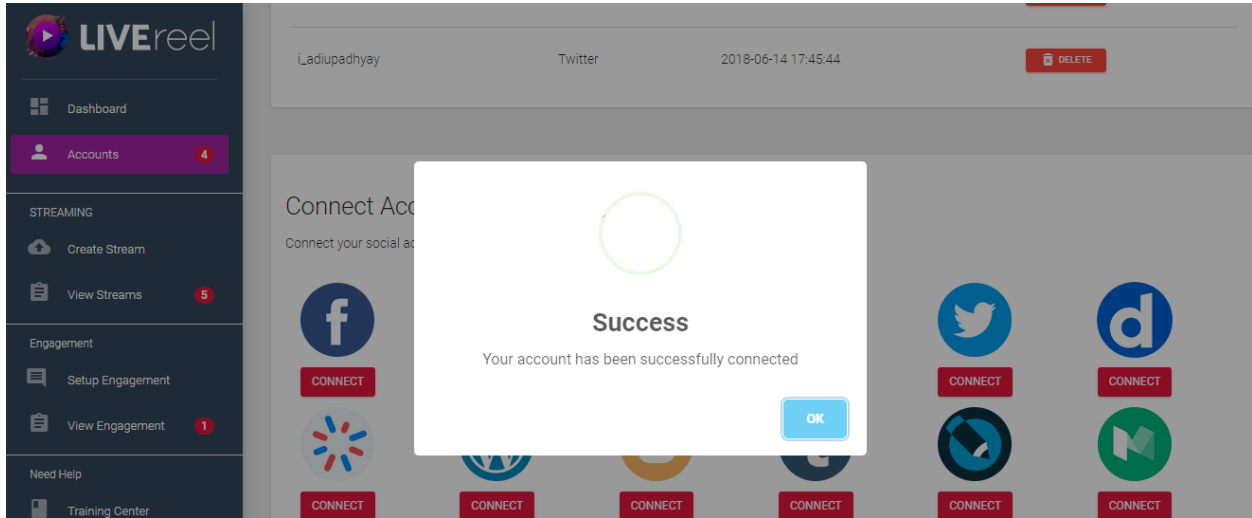 LIVEreel
i_adiupadhyay Twitter 2018-06-14 17:45:44 DELETE
Dashboard
Accounts 4
STREAMING
Create Stream
View Streams 5
Engagement
Setup Engagement
View Engagement 1
Need Help
Training Center
Connect Acc
Connect your social ac
CONNECT CONNECT CONNECT
CONNECT CONNECT CONNECT CONNECT CONNECT CONNECT
Success
Your account has been successfully connected
OK